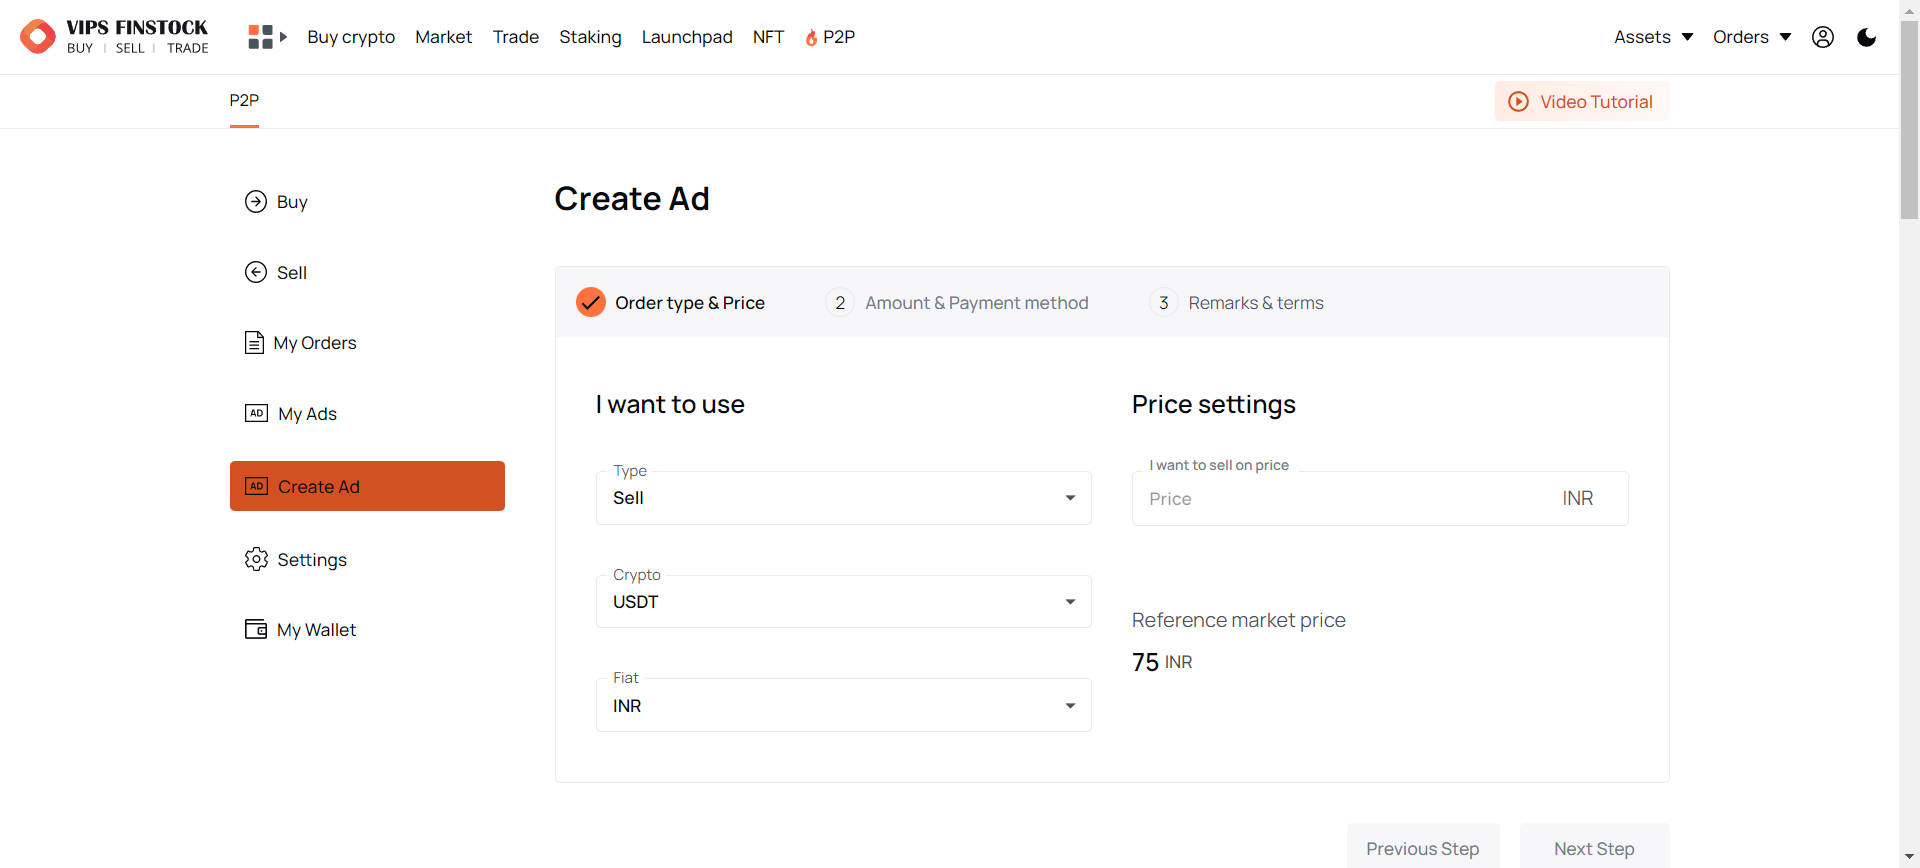 VIPS FINSTOCK
BUY | SELL | TRADE
Buy crypto
Market
Trade
Staking
Launchpad
NFT
P2P
Assets
Orders
P2P
Video Tutorial
Buy
Sell
My Orders
AD My Ads
AD Create Ad
Settings
My Wallet
Create Ad
Order type & Price
2 Amount & Payment method
3 Remarks & terms
I want to use
Type
Sell
Crypto
USDT
Fiat
INR
Price settings
I want to sell on price
Price INR
Reference market price
75 INR
Previous Step
Next Step